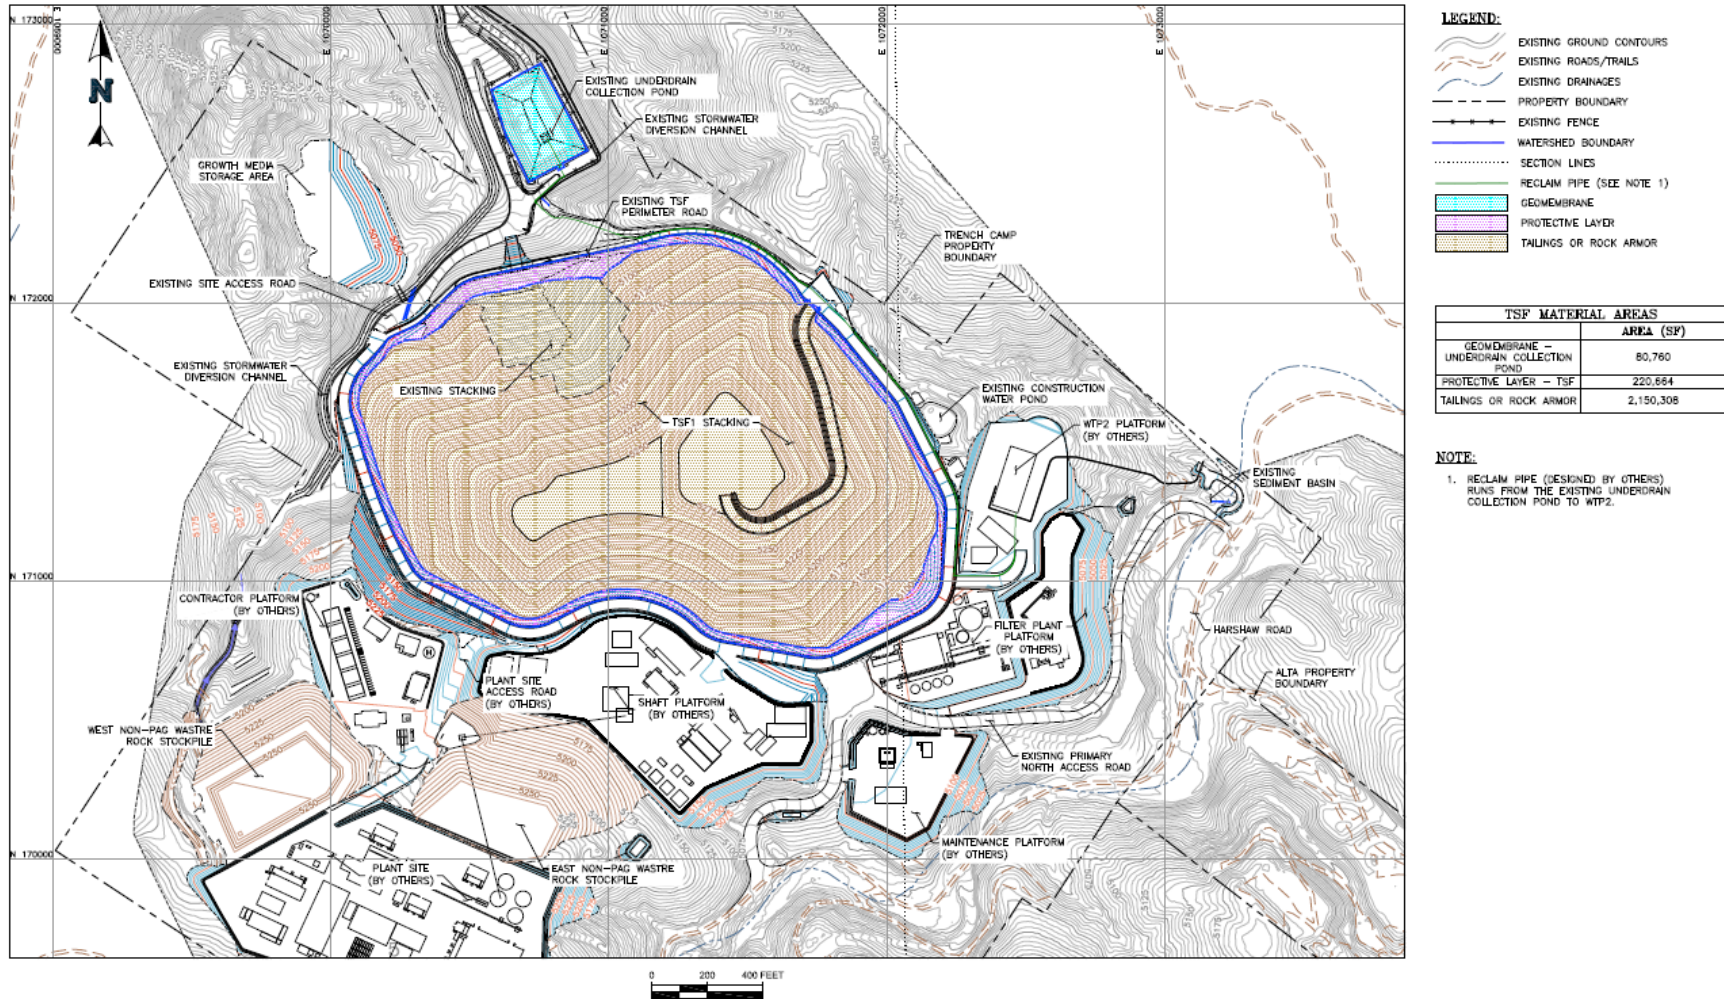 N 173000
E 1069000
E 1070000
E 1071000
E 1072000
E 1073000
N
EXISTING UNDERDRAIN
COLLECTION POND
EXISTING STORMWATER
DIVERSION CHANNEL
GROWTH MEDIA
STORAGE AREA
EXISTING TSF
PERIMETER ROAD
TRENCH CAMP
PROPERTY
BOUNDARY
EXISTING SITE ACCESS ROAD
N 172000
EXISTING STORMWATER
DIVERSION CHANNEL
EXISTING STACKING
TSF1 STACKING
EXISTING CONSTRUCTION
WATER POND
WTP2 PLATFORM
(BY OTHERS)
EXISTING
SEDIMENT BASIN
N 171000
CONTRACTOR PLATFORM
(BY OTHERS)
H
FILTER PLANT
PLATFORM
(BY OTHERS)
HARSHAW ROAD
ALTA PROPERTY
BOUNDARY
PLANT SITE
ACCESS ROAD
(BY OTHERS)
SHAFT PLATFORM
(BY OTHERS)
WEST NON-PAG WASTRE
ROCK STOCKPILE
EXISTING PRIMARY
NORTH ACCESS ROAD
MAINTENANCE PLATFORM
(BY OTHERS)
N 170000
PLANT SITE
(BY OTHERS)
EAST NON-PAG WASTRE
ROCK STOCKPILE
5150
5175
5200
5225
5250
5075
5050
0 200 400 FEET
LEGEND:
EXISTING GROUND CONTOURS
EXISTING ROADS/TRAILS
EXISTING DRAINAGES
PROPERTY BOUNDARY
EXISTING FENCE
WATERSHED BOUNDARY
SECTION LINES
RECLAIM PIPE (SEE NOTE 1)
GEOMEMBRANE
PROTECTIVE LAYER
TAILINGS OR ROCK ARMOR
TSF MATERIAL AREAS
AREA (SF)
GEOMEMBRANE –
UNDERDRAIN COLLECTION
POND
80,760
PROTECTIVE LAYER – TSF 220,664
TAILINGS OR ROCK ARMOR 2,150,308
NOTE:
1. RECLAIM PIPE (DESIGNED BY OTHERS)
RUNS FROM THE EXISTING UNDERDRAIN
COLLECTION POND TO WTP2.